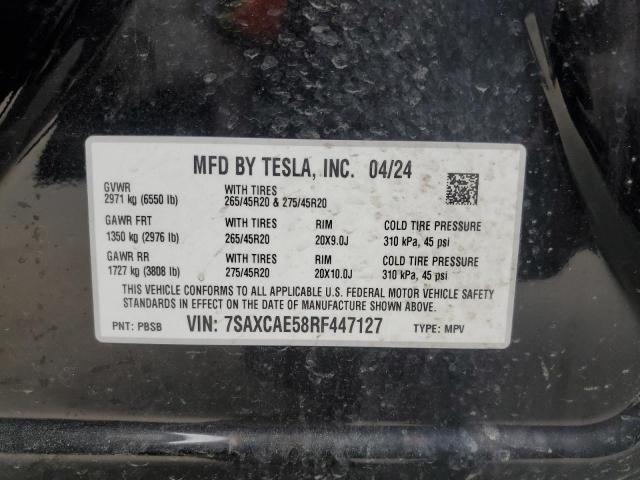 MFD BY TESLA, INC. 04/24
GVWR WITH TIRES
2971 kg (6550 lb) 265/45R20 & 275/45R20
GAWR FRT WITH TIRES RIM COLD TIRE PRESSURE
1350 kg (2976 lb) 265/45R20 20X9.0J 310 kPa, 45 psi
GAWR RR WITH TIRES RIM COLD TIRE PRESSURE
1727 kg (3808 lb) 275/45R20 20X10.0J 310 kPa, 45 psi
THIS VEHICLE CONFORMS TO ALL APPLICABLE U.S. FEDERAL MOTOR VEHICLE SAFETY
STANDARDS IN EFFECT ON THE DATE OF MANUFACTURE SHOWN ABOVE.
PNT: PBSB VIN: 7SAXCAE58RF447127 TYPE: MPV